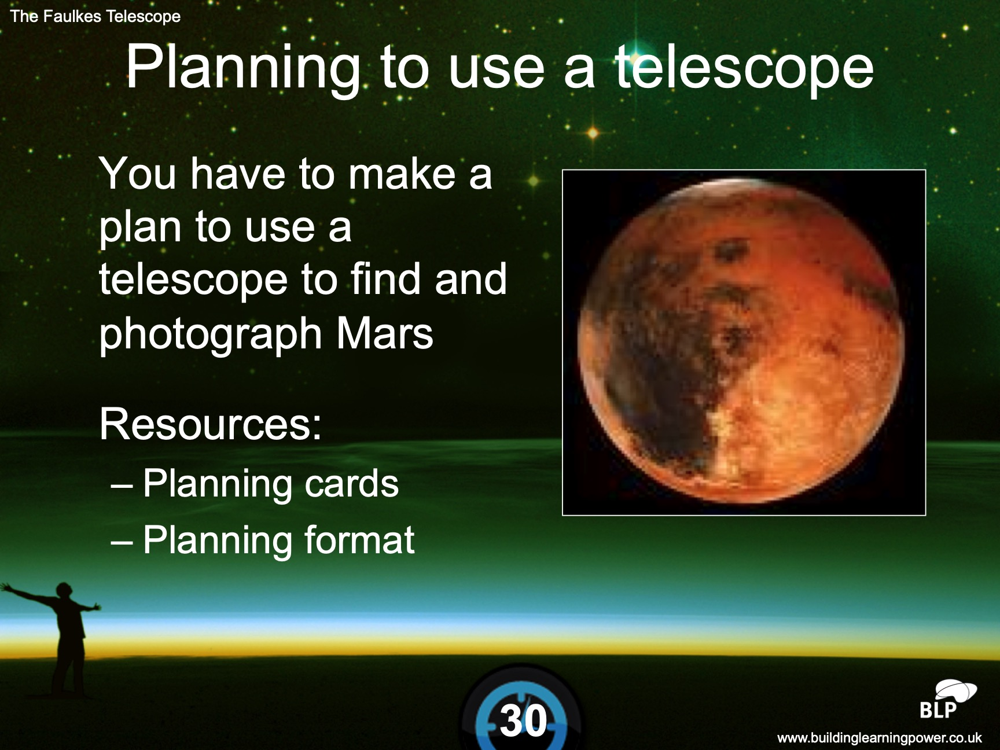 The Faulkes Telescope
Planning to use a telescope
You have to make a
plan to use a
telescope to find and
photograph Mars
Resources:
– Planning cards
– Planning format
30
BLP
www.buildinglearningpower.co.uk